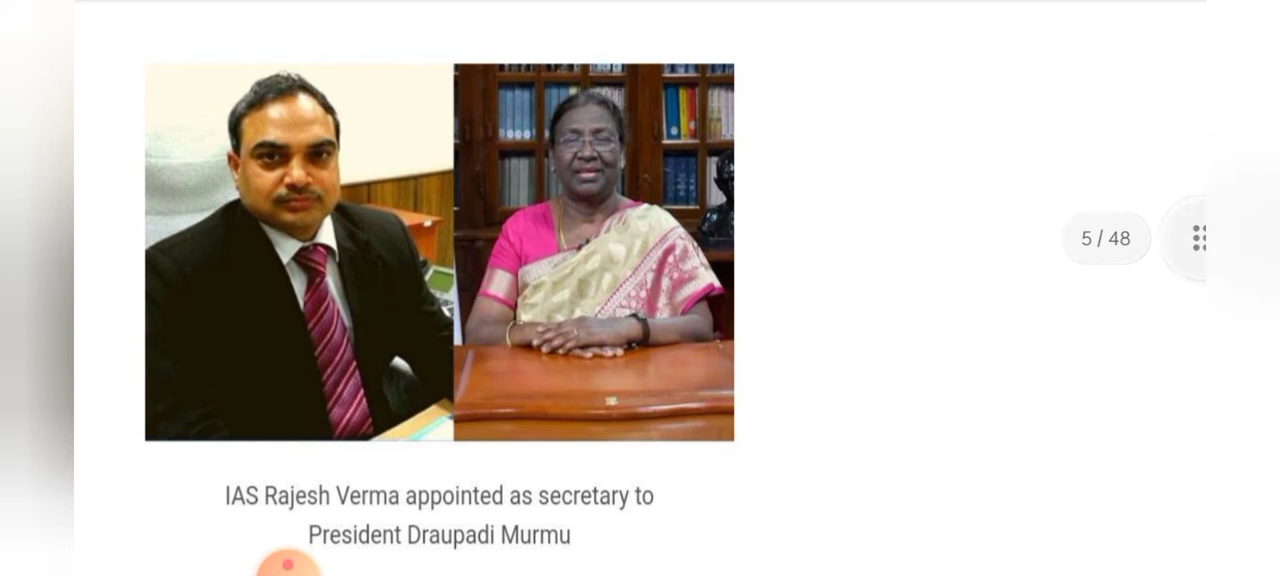 5 / 48
IAS Rajesh Verma appointed as secretary to
President Draupadi Murmu